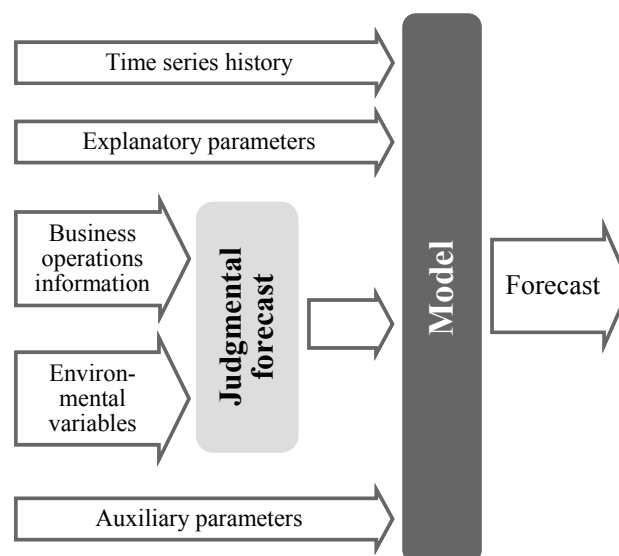 Time series history
Explanatory parameters
Business
operations
information
Environ-
mental
variables
Judgmental
forecast
Auxiliary parameters
Model
Forecast